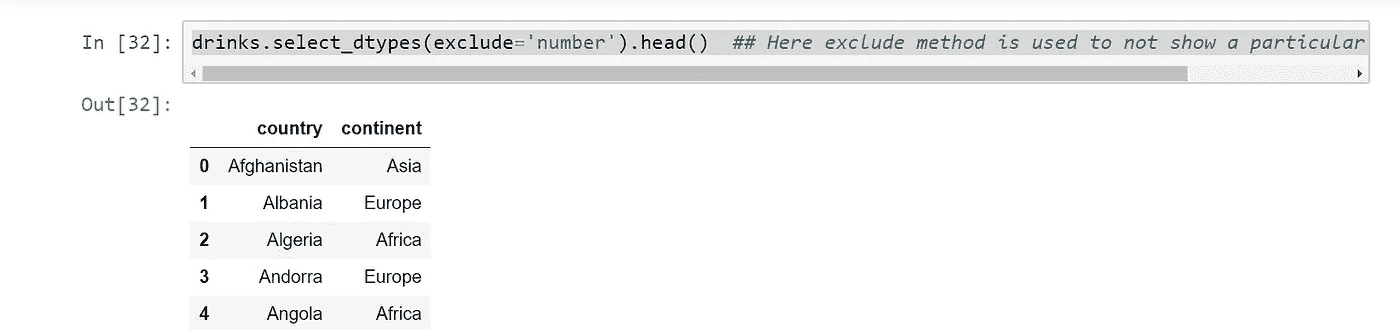 In [32]: drinks.select_dtypes(exclude='number').head()  ## Here exclude method is used to not show a particular
Out[32]:
country continent
0 Afghanistan Asia
1 Albania Europe
2 Algeria Africa
3 Andorra Europe
4 Angola Africa